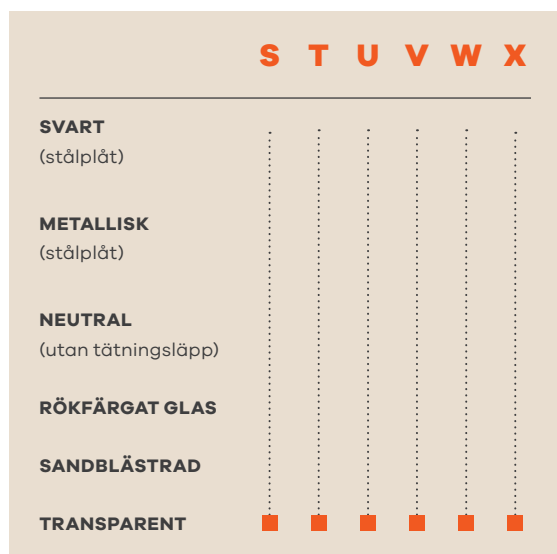 S T U V W X
SVART
(stålplåt)
METALLISK
(stålplåt)
NEUTRAL
(utan tätningsläpp)
RÖKFÄRGAT GLAS
SANDBLÄSTRAD
TRANSPARENT